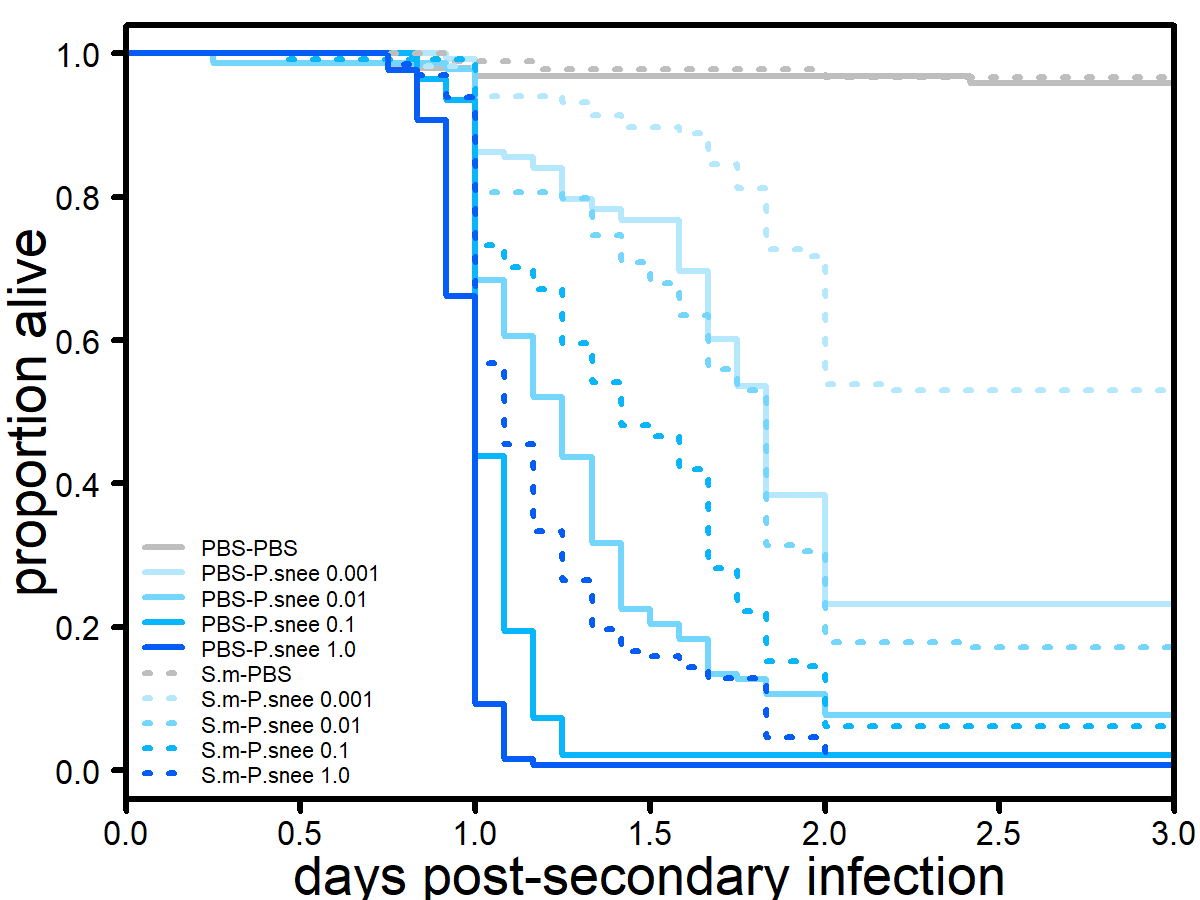 proportion alive
1.0
0.8
0.6
0.4
0.2
0.0
PBS-PBS
PBS-P.snee 0.001
PBS-P.snee 0.01
PBS-P.snee 0.1
PBS-P.snee 1.0
S.m-PBS
S.m-P.snee 0.001
S.m-P.snee 0.01
S.m-P.snee 0.1
S.m-P.snee 1.0
0.0 0.5 1.0 1.5 2.0 2.5 3.0
days post-secondary infection